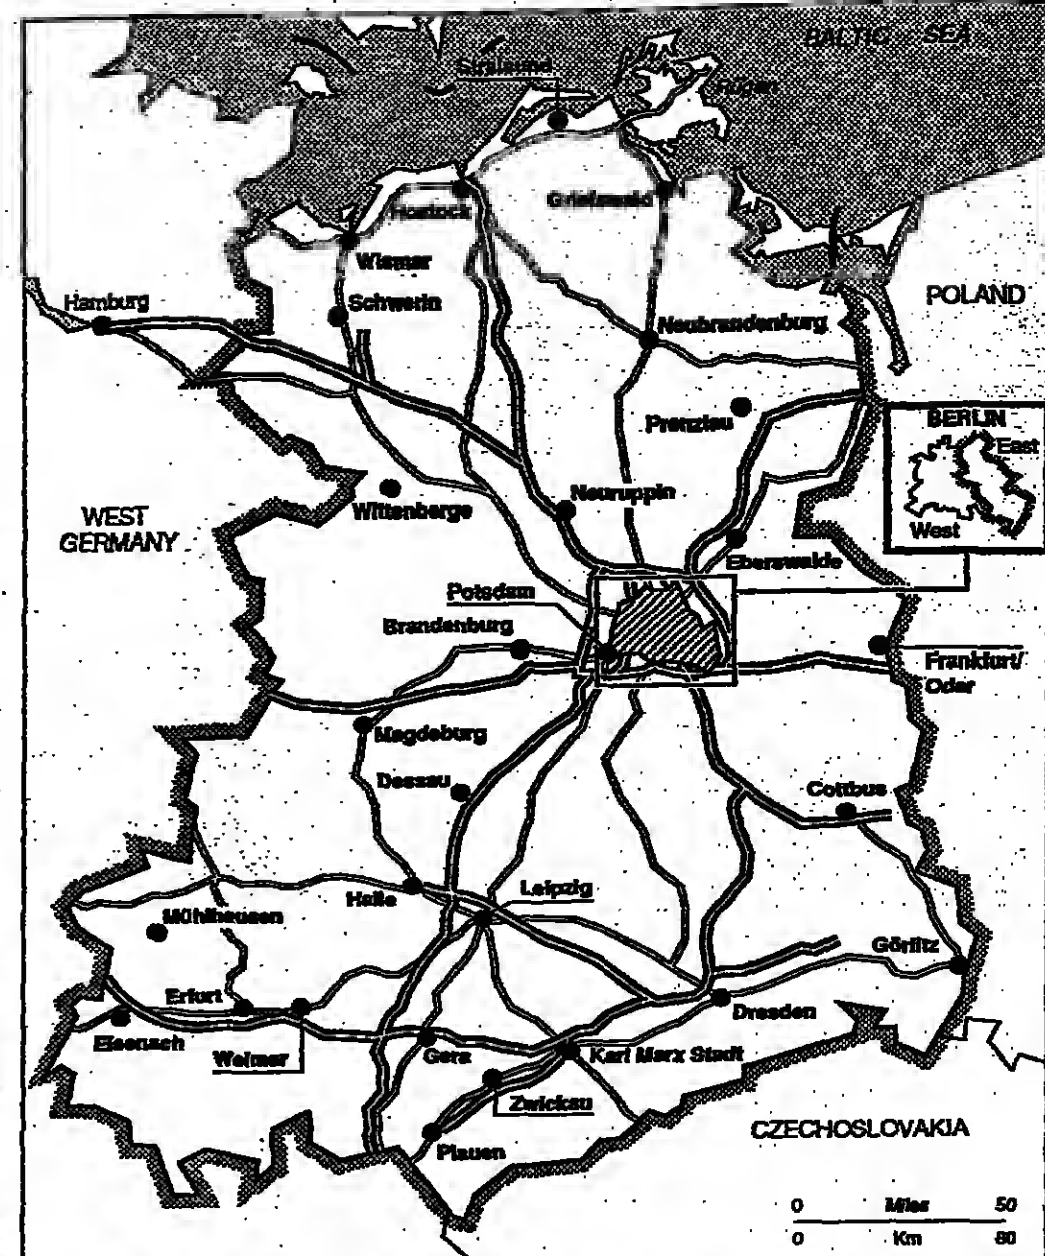 BALTIC SEA
Stralsund
Rügen
Rostock
Griefswald
Wismar
Hamburg
Schwerin
POLAND
Neubrandenburg
Prenzlau
BERLIN
East
West
WEST
GERMANY
Wittenberge
Neuruppin
Eberswalde
Potsdam
Brandenburg
Frankfurt/
Oder
Magdeburg
Dessau
Cottbus
Halle
Leipzig
Mühlhausen
Görlitz
Erfurt
Dresden
Eisenach
Weimar
Gera
Karl Marx Stadt
Zwickau
Plauen
CZECHOSLOVAKIA
0 Miles 50
0 Km 80